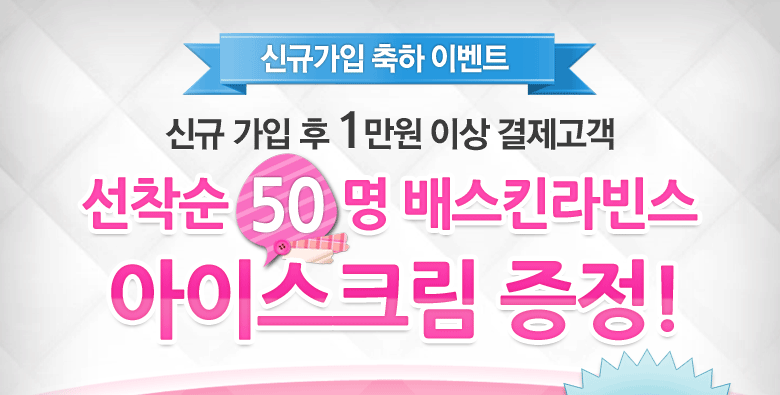 신규가입 축하 이벤트
신규 가입 후 1만원 이상 결제고객
선착순 50명 배스킨라빈스
아이스크림 증정!